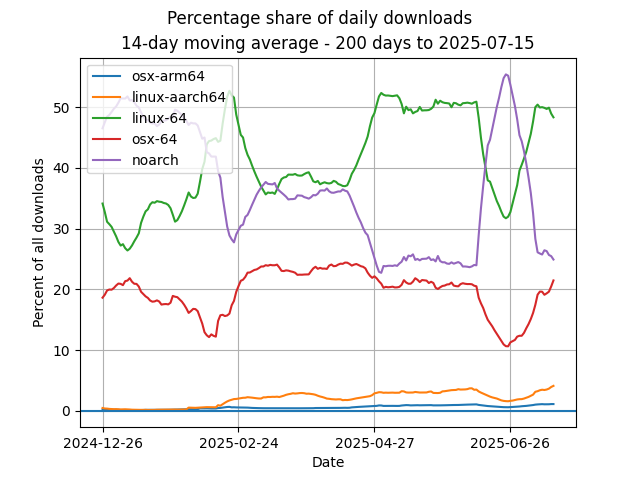 Percentage share of daily downloads
14-day moving average - 200 days to 2025-07-15
osx-arm64
linux-aarch64
linux-64
osx-64
noarch
Percent of all downloads
50
40
30
20
10
0
2024-12-26
2025-02-24
2025-04-27
2025-06-26
Date